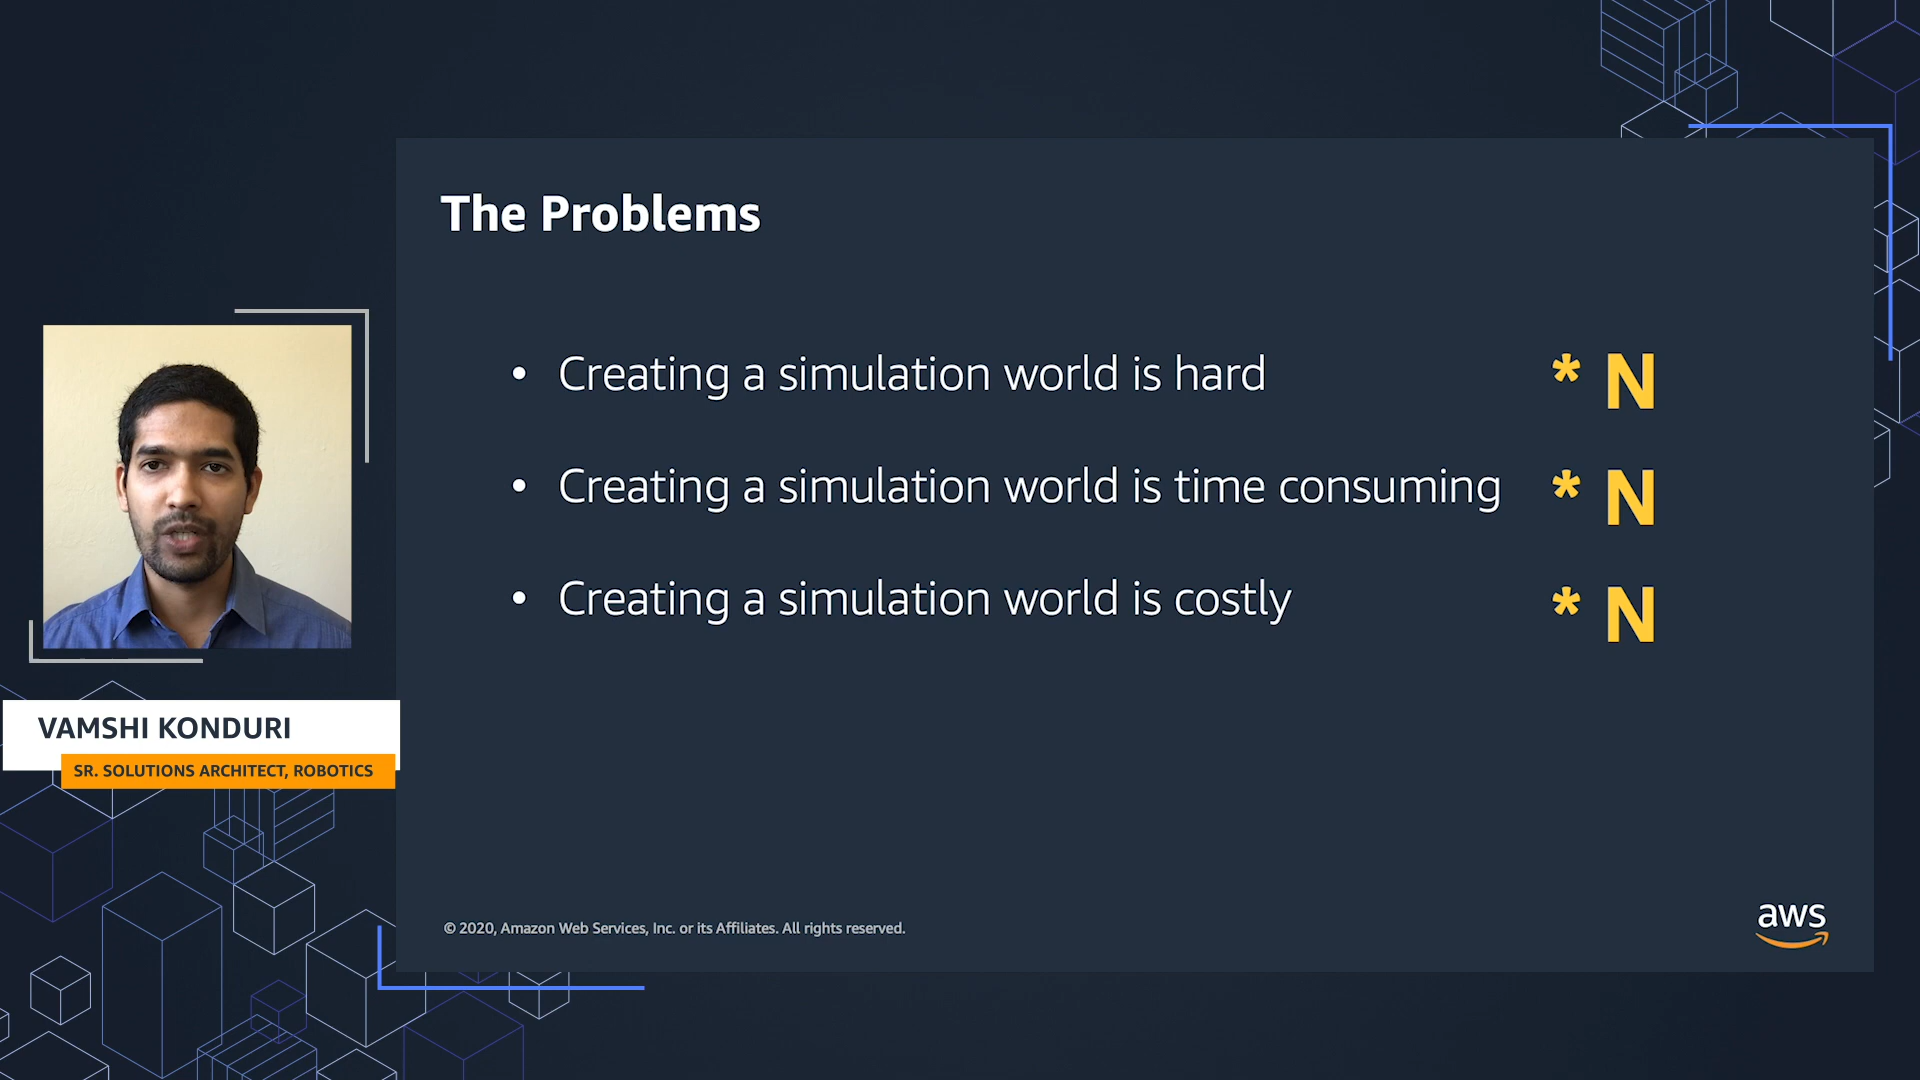 The Problems
• Creating a simulation world is hard * N
• Creating a simulation world is time consuming * N
• Creating a simulation world is costly * N
VAMSHI KONDURI
SR. SOLUTIONS ARCHITECT, ROBOTICS
© 2020, Amazon Web Services, Inc. or its Affiliates. All rights reserved.
aws